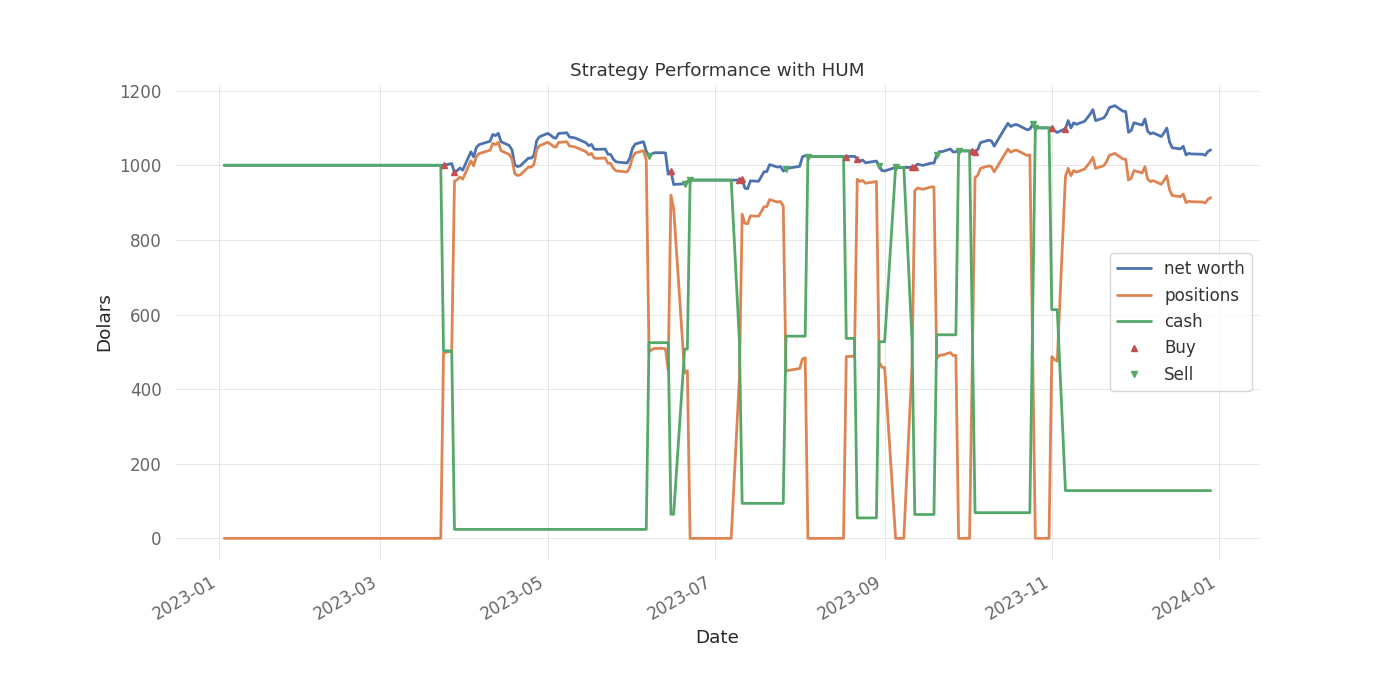 Strategy Performance with HUM
1200
1000
800
600
400
200
0
Dolars
2023-01
2023-03
2023-05
2023-07
2023-09
2023-11
2024-01
Date
net worth
positions
cash
Buy
Sell